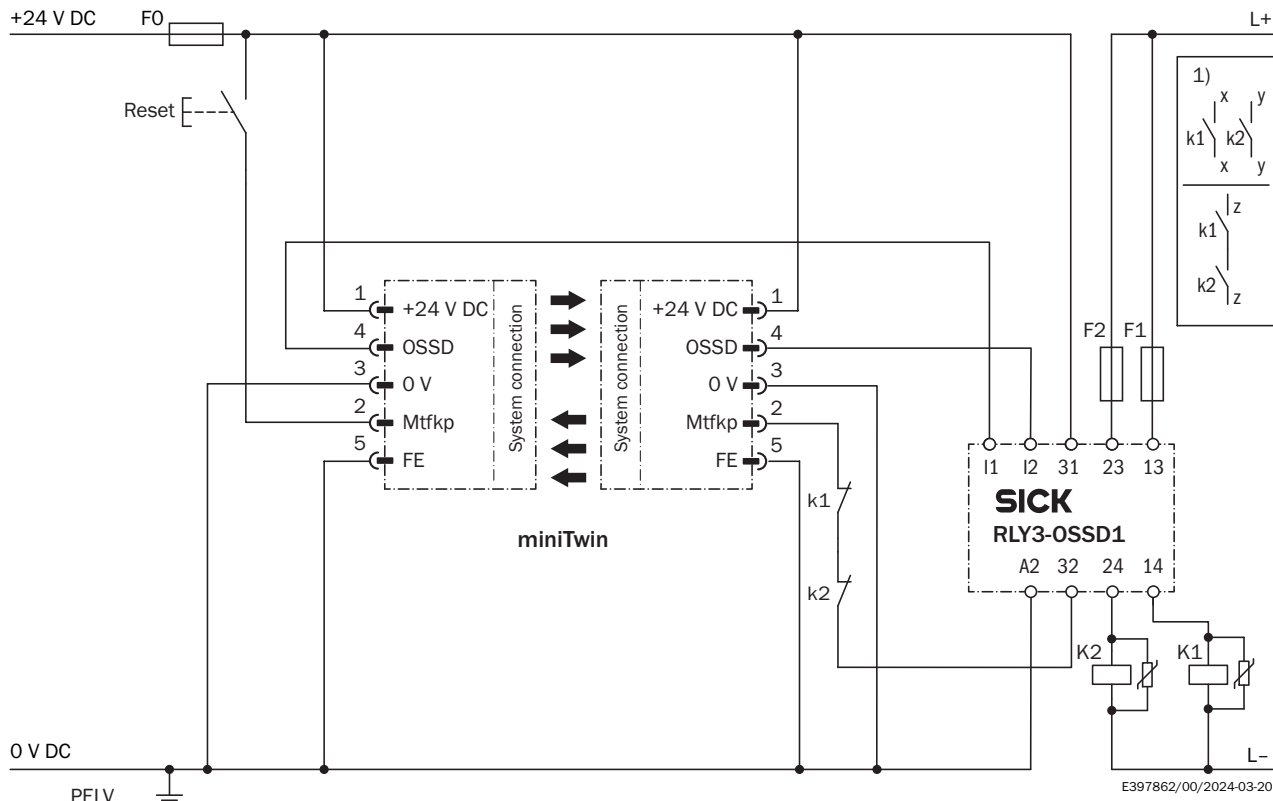 +24 V DC
F0
L+
Reset
1)
x
y
k1
k2
x
y
z
k1
k2
z
1
+24 V DC
4
OSSD
3
0 V
2
Mtfkp
5
FE
System connection
System connection
+24 V DC
1
OSSD
4
0 V
3
Mtfkp
2
FE
5
miniTwin
k1
k2
F2
F1
I1
I2
31
23
13
SICK
RLY3-OSSD1
A2
32
24
14
K2
K1
0 V DC
L–
PELV
E397862/00/2024-03-20